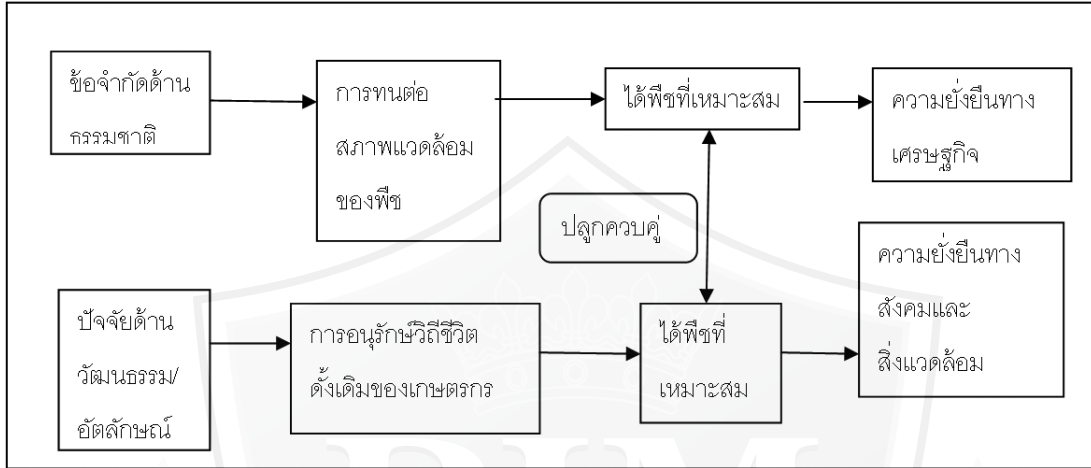 ข้อจำกัดด้าน
ธรรมชาติ
การทนต่อ
สภาพแวดล้อม
ของพืช
ได้พืชที่เหมาะสม
ความยั่งยืนทาง
เศรษฐกิจ
ปลูกควบคู่
ปัจจัยด้าน
วัฒนธรรม/
อัตลักษณ์
การอนุรักษ์วิถีชีวิต
ดั้งเดิมของเกษตรกร
ได้พืชที่
เหมาะสม
ความยั่งยืนทาง
สังคมและ
สิ่งแวดล้อม